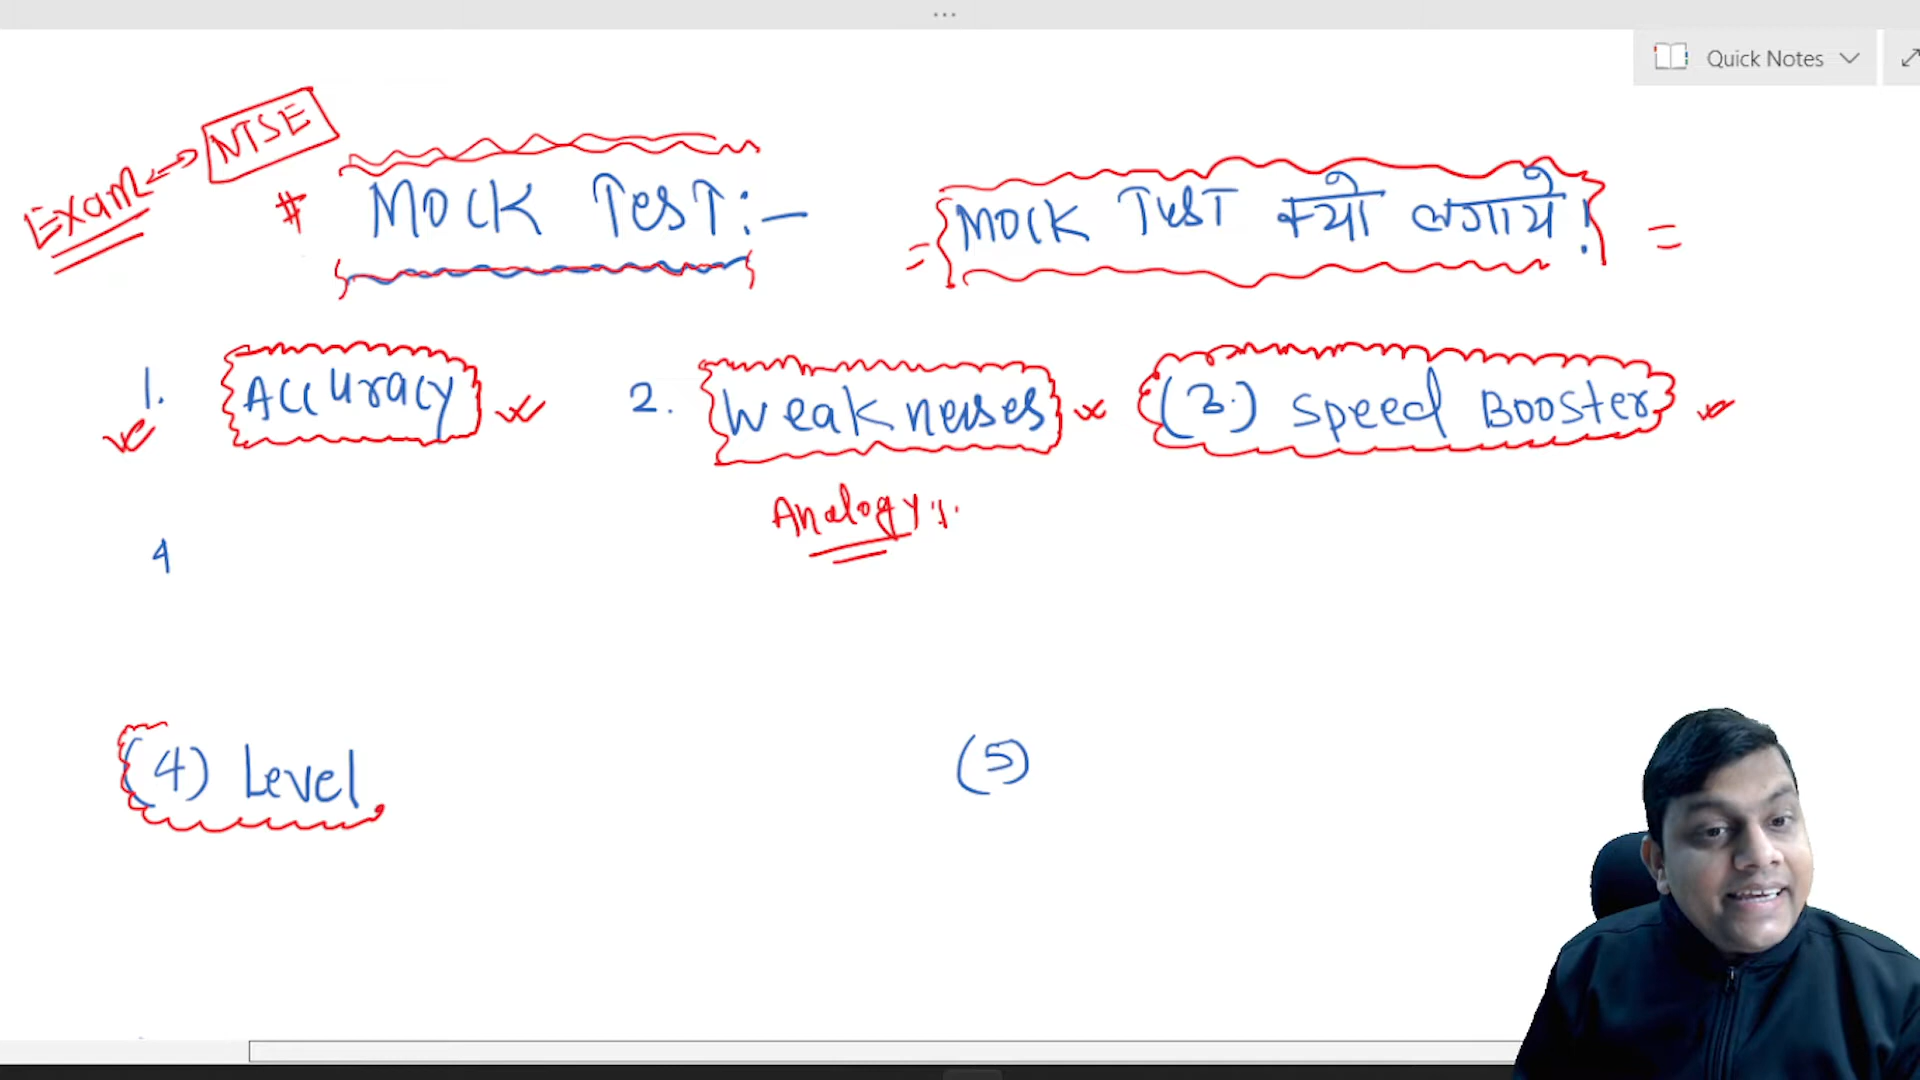 Quick Notes
Exam NTSE
# MOCK TEST:-
= MOCK TEST क्यो लगाये! =
1. Accuracy 2. Weaknesses (3.) Speed Booster
Analogy
4
(4) Level
(5)